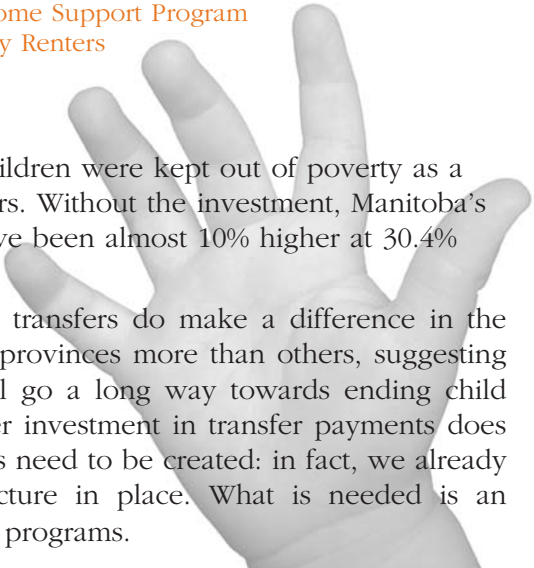 ome Support Program
y Renters
ildren were kept out of poverty as a
rs. Without the investment, Manitoba's
ve been almost 10% higher at 30.4%
transfers do make a difference in the
provinces more than others, suggesting
l go a long way towards ending child
er investment in transfer payments does
s need to be created: in fact, we already
cture in place. What is needed is an
programs.